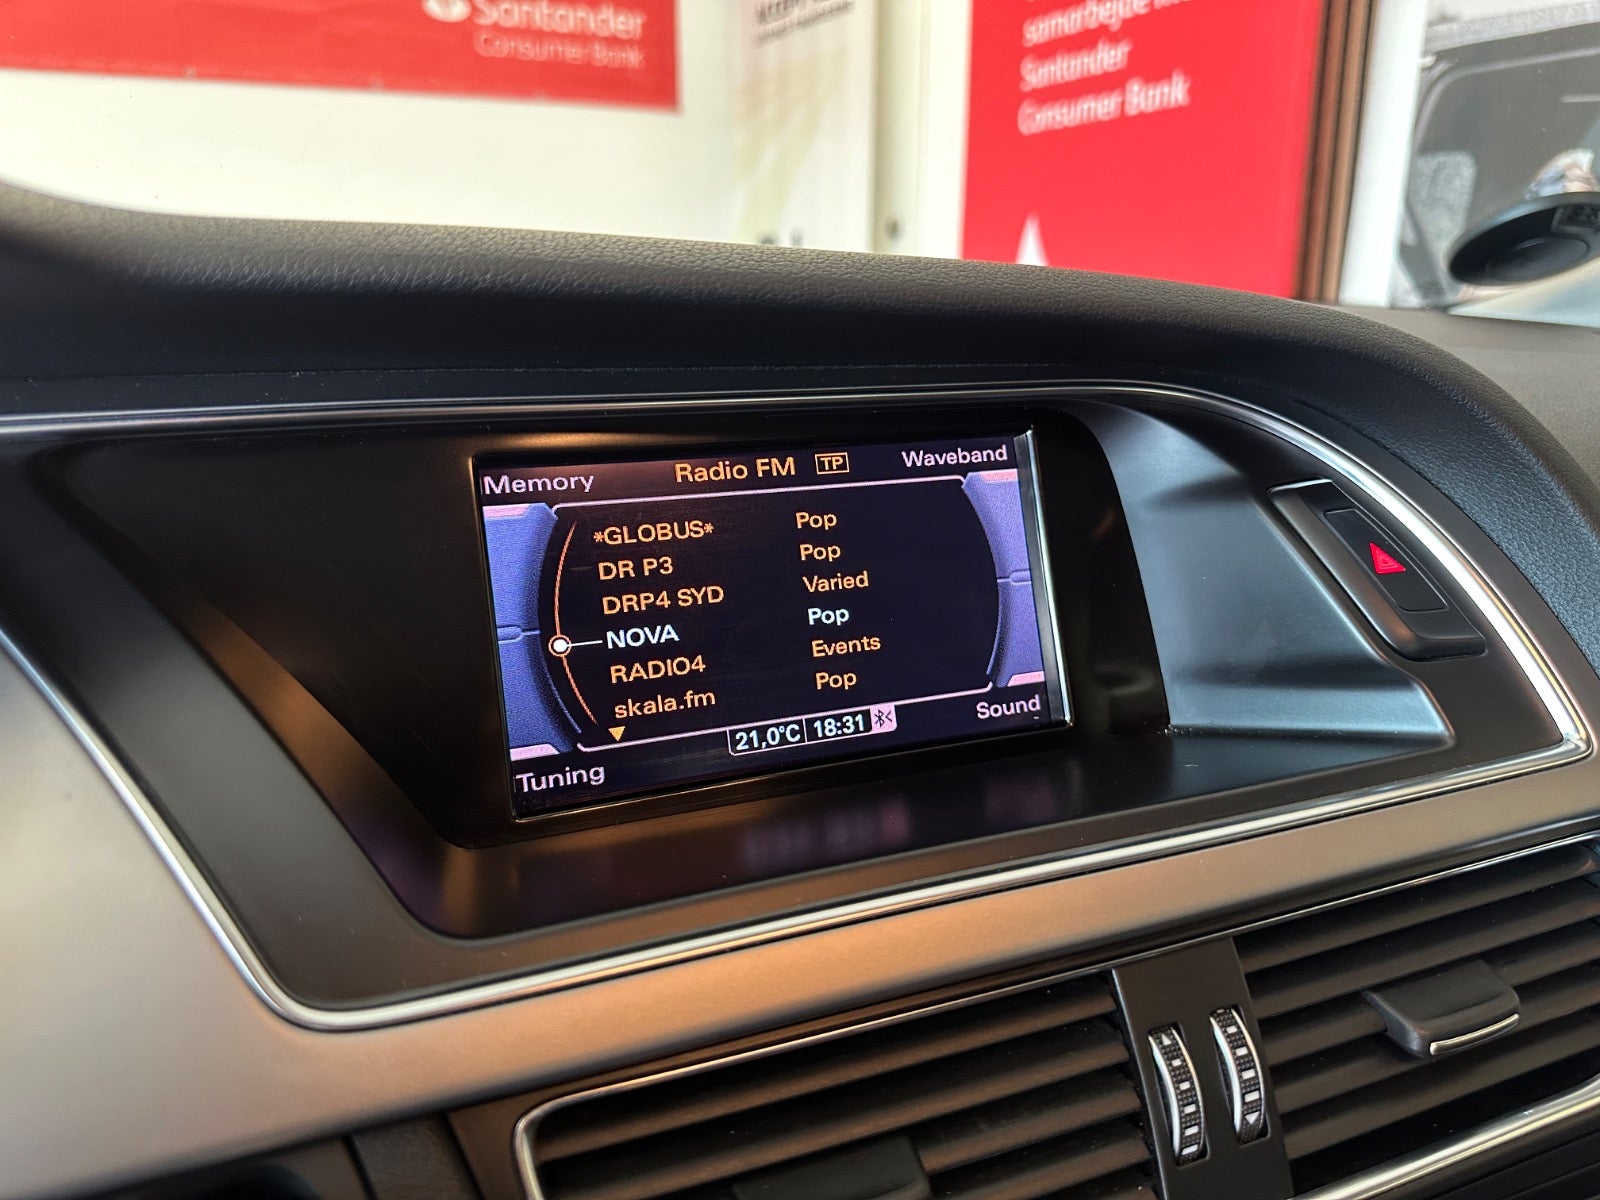 Santander
Consumer Bank
samarbejde
Santander
Consumer Bank
Memory
Radio FM
TP
Waveband
*GLOBUS* Pop
DR P3 Pop
DRP4 SYD Varied
NOVA Pop
RADIO4 Events
skala.fm Pop
21,0°C 18:31
Sound
Tuning